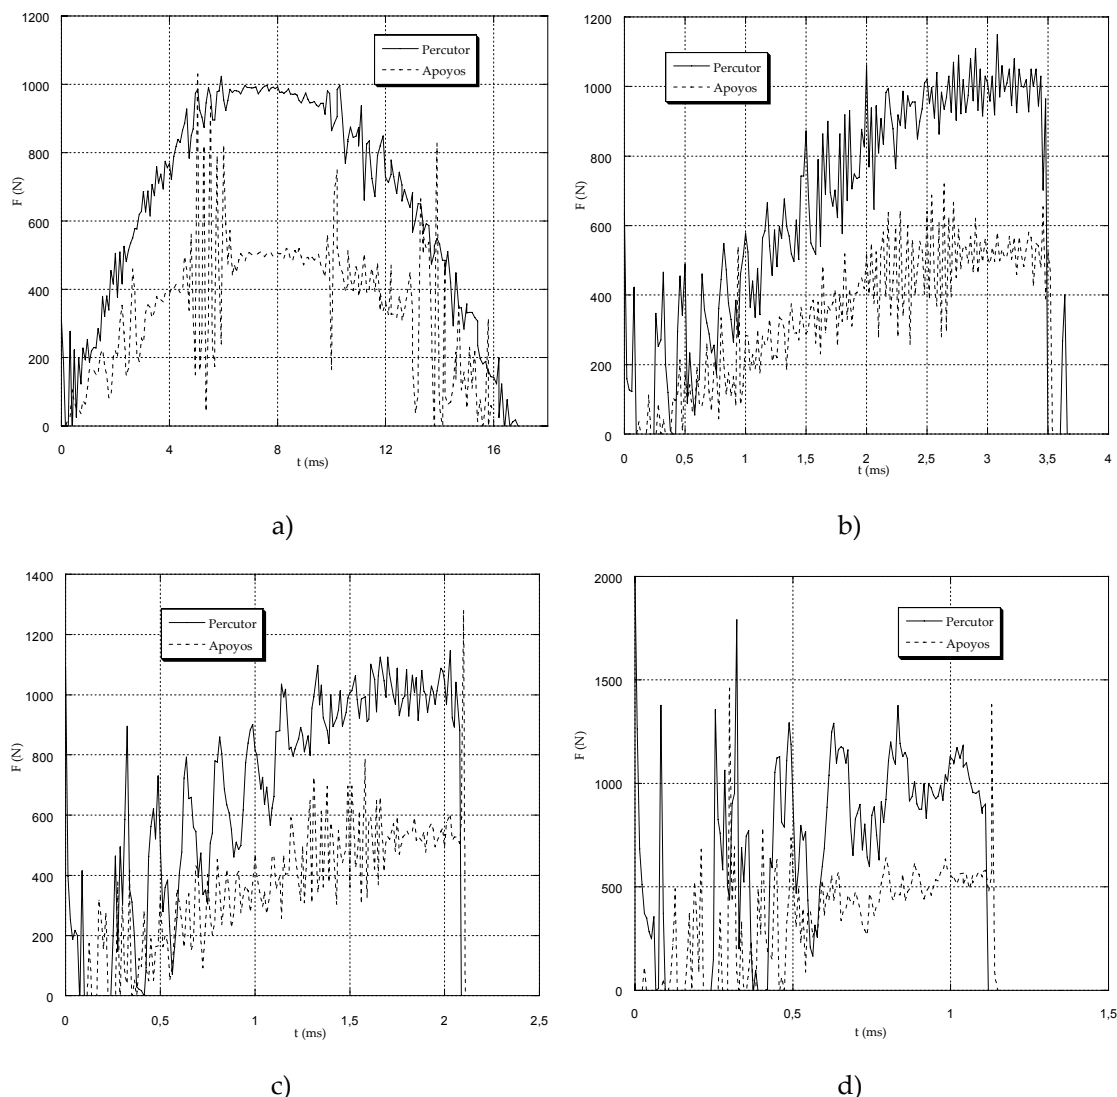 1200
1000
800
600
400
200
0
F (N)
Percutor
Apoyos
0 4 8 12 16
t (ms)
a)
1200
1000
800
600
400
200
0
F (N)
Percutor
Apoyos
0 0,5 1 1,5 2 2,5 3 3,5 4
t (ms)
b)
1400
1200
1000
800
600
400
200
0
F (N)
Percutor
Apoyos
0 0,5 1 1,5 2 2,5
t (ms)
c)
2000
1500
1000
500
0
F (N)
Percutor
Apoyos
0 0,5 1 1,5
t (ms)
d)